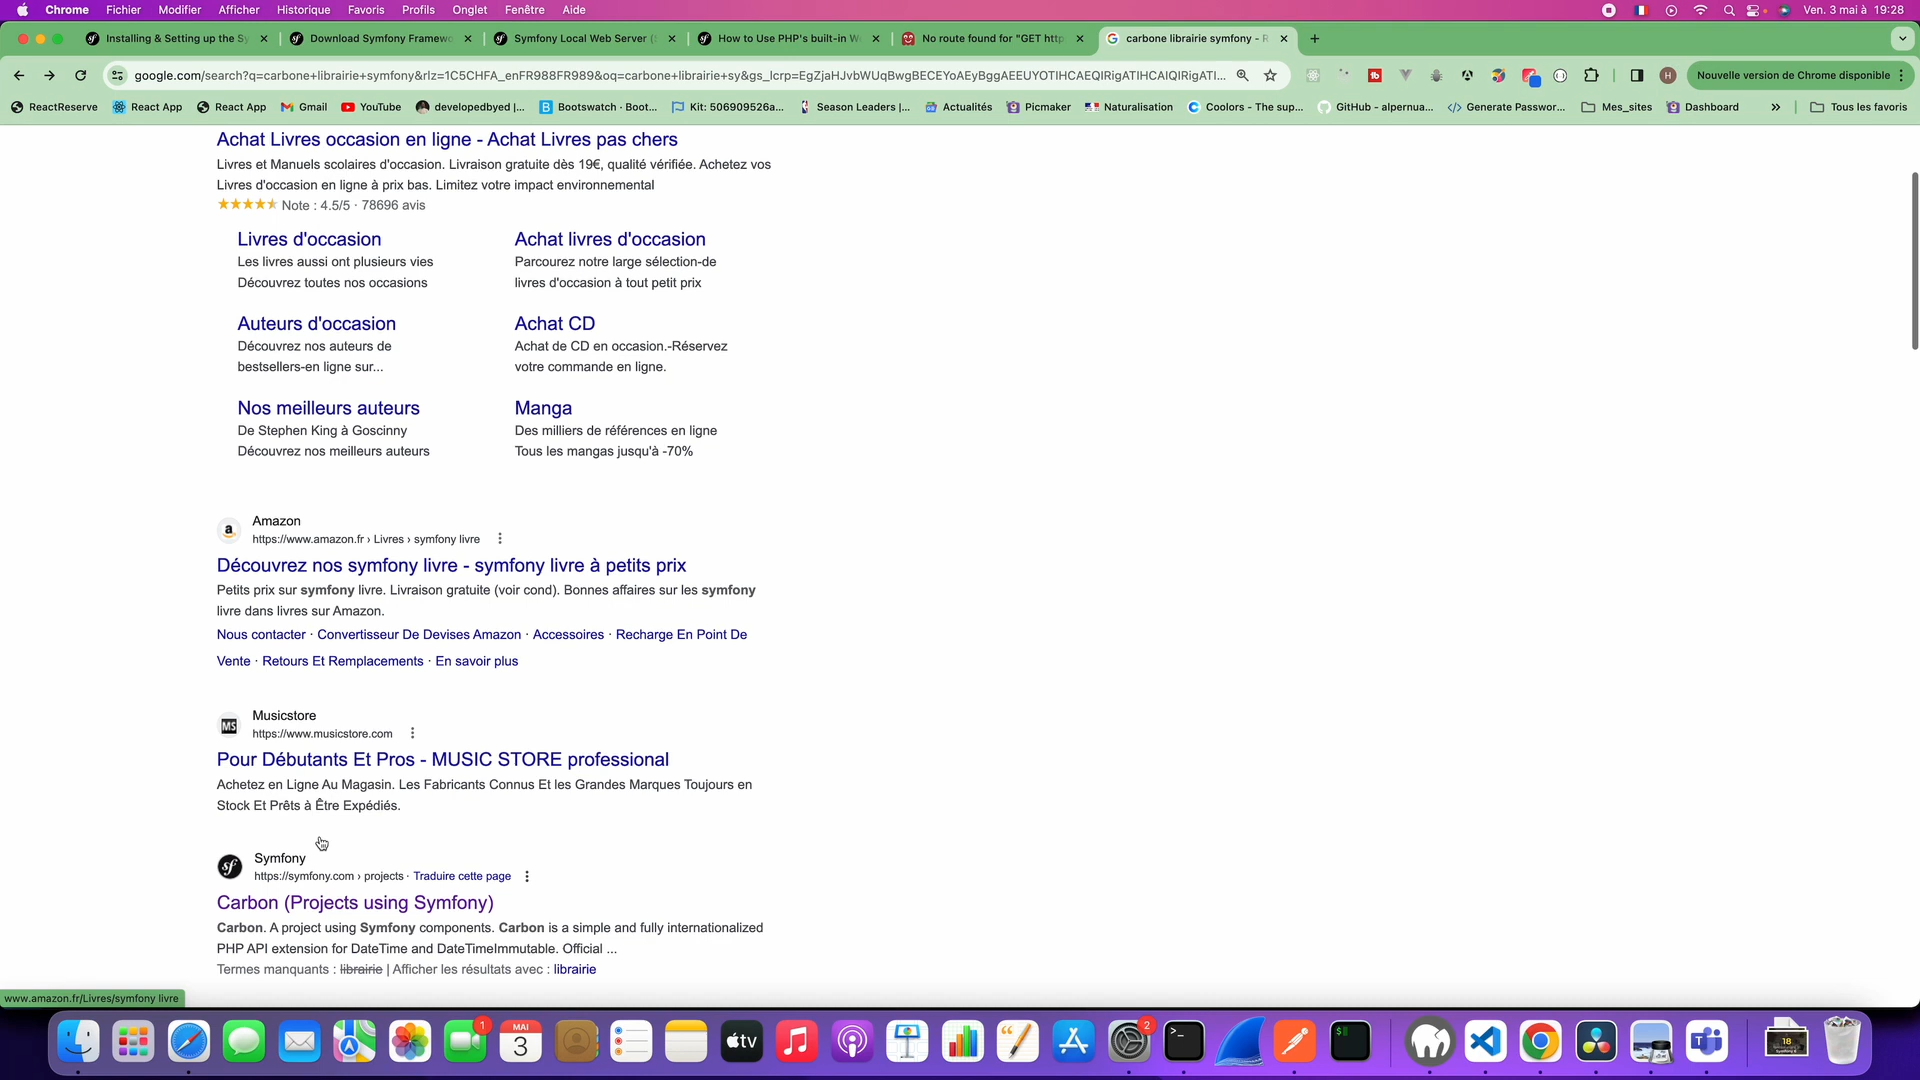 Chrome Fichier Modifier Afficher Historique Favoris Profils Onglet Fenêtre Aide Ven. 3 mai à 19:28
Installing & Setting up the Sy Download Symfony Framewo Symfony Local Web Server ( How to Use PHP's built-in W No route found for "GET http carbone librairie symfony - R
google.com/search?q=carbone+librairie+symfony&rlz=1C5CHFA_enFR988FR989&oq=carbone+librairie+sy&gs_lcrp=EgZjaHJvbWUqBwgBECEYoAEyBggAEEUYOTIHCAEQIRigATIHCAIQIRigATI... Nouvelle version de Chrome disponible
ReactReserve React App React App Gmail YouTube developedbyed |... Bootswatch · Boot... Kit: 506909526a... Season Leaders |... Actualités Picmaker Naturalisation Coolors - The sup... GitHub - alpernua... Generate Passwor... Mes_sites Dashboard » Tous les favoris
Achat Livres occasion en ligne - Achat Livres pas chers
Livres et Manuels scolaires d'occasion. Livraison gratuite dès 19€, qualité vérifiée. Achetez vos
Livres d'occasion en ligne à prix bas. Limitez votre impact environnemental
Note : 4.5/5 · 78696 avis
Livres d'occasion
Les livres aussi ont plusieurs vies
Découvrez toutes nos occasions
Achat livres d'occasion
Parcourez notre large sélection-de
livres d'occasion à tout petit prix
Auteurs d'occasion
Découvrez nos auteurs de
bestsellers-en ligne sur...
Achat CD
Achat de CD en occasion.-Réservez
votre commande en ligne.
Nos meilleurs auteurs
De Stephen King à Goscinny
Découvrez nos meilleurs auteurs
Manga
Des milliers de références en ligne
Tous les mangas jusqu'à -70%
Amazon
https://www.amazon.fr › Livres › symfony livre
Découvrez nos symfony livre - symfony livre à petits prix
Petits prix sur symfony livre. Livraison gratuite (voir cond). Bonnes affaires sur les symfony
livre dans livres sur Amazon.
Nous contacter · Convertisseur De Devises Amazon · Accessoires · Recharge En Point De
Vente · Retours Et Remplacements · En savoir plus
Musicstore
https://www.musicstore.com
Pour Débutants Et Pros - MUSIC STORE professional
Achetez en Ligne Au Magasin. Les Fabricants Connus Et les Grandes Marques Toujours en
Stock Et Prêts à Être Expédiés.
Symfony
https://symfony.com › projects · Traduire cette page
Carbon (Projects using Symfony)
Carbon. A project using Symfony components. Carbon is a simple and fully internationalized
PHP API extension for DateTime and DateTimeImmutable. Official ...
Termes manquants : librairie | Afficher les résultats avec : librairie
www.amazon.fr/Livres/symfony livre
1 MAI 3 tv 2